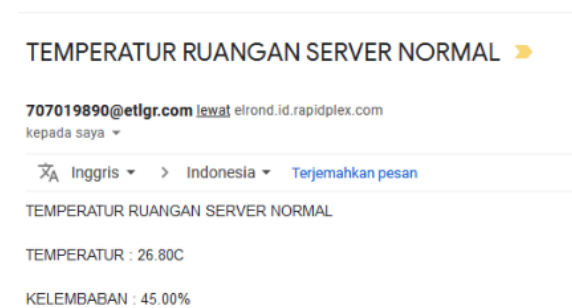 TEMPERATUR RUANGAN SERVER NORMAL
707019890@etlgr.com lewat elrond.id.rapidplex.com
kepada saya
Inggris > Indonesia Terjemahkan pesan
TEMPERATUR RUANGAN SERVER NORMAL
TEMPERATUR : 26.80C
KELEMBABAN : 45.00%